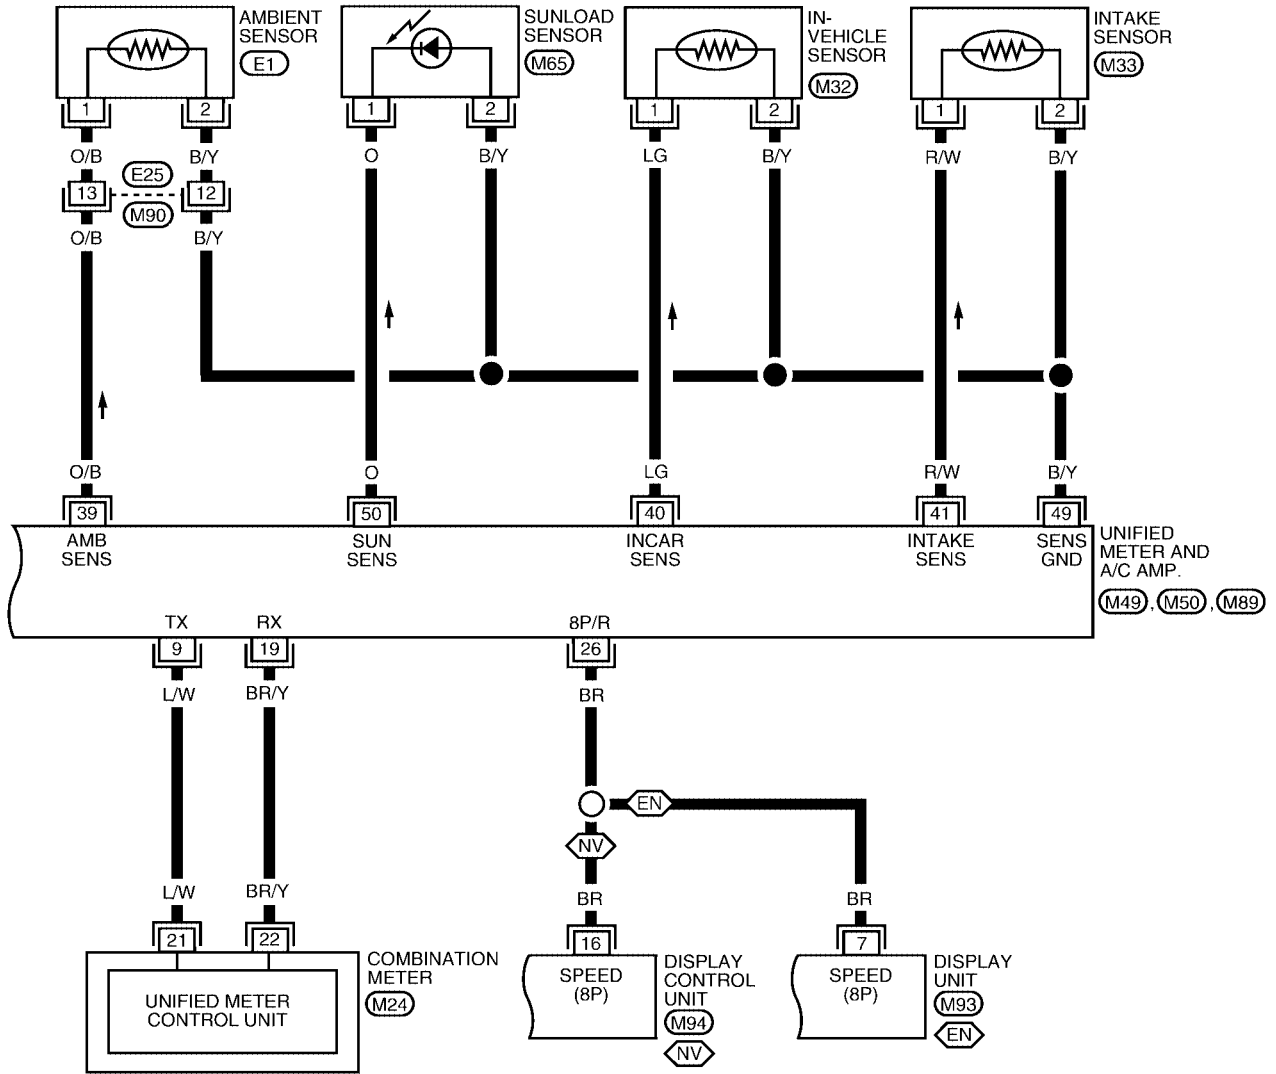 AMBIENT
SENSOR
E1
SUNLOAD
SENSOR
M65
IN-
VEHICLE
SENSOR
M32
INTAKE
SENSOR
M33
1
2
1
2
1
2
1
2
O/B
B/Y
O
B/Y
LG
B/Y
R/W
B/Y
13
E25
M90
12
O/B
B/Y
O/B
O
LG
R/W
B/Y
39
50
40
41
49
AMB
SENS
SUN
SENS
INCAR
SENS
INTAKE
SENS
SENS
GND
UNIFIED
METER AND
A/C AMP.
M49, M50, M89
TX
RX
8P/R
9
19
26
L/W
BR/Y
BR
EN
NV
L/W
BR/Y
BR
BR
21
22
16
7
COMBINATION
METER
M24
UNIFIED METER
CONTROL UNIT
SPEED
(8P)
DISPLAY
CONTROL
UNIT
M94
NV
SPEED
(8P)
DISPLAY
UNIT
M93
EN